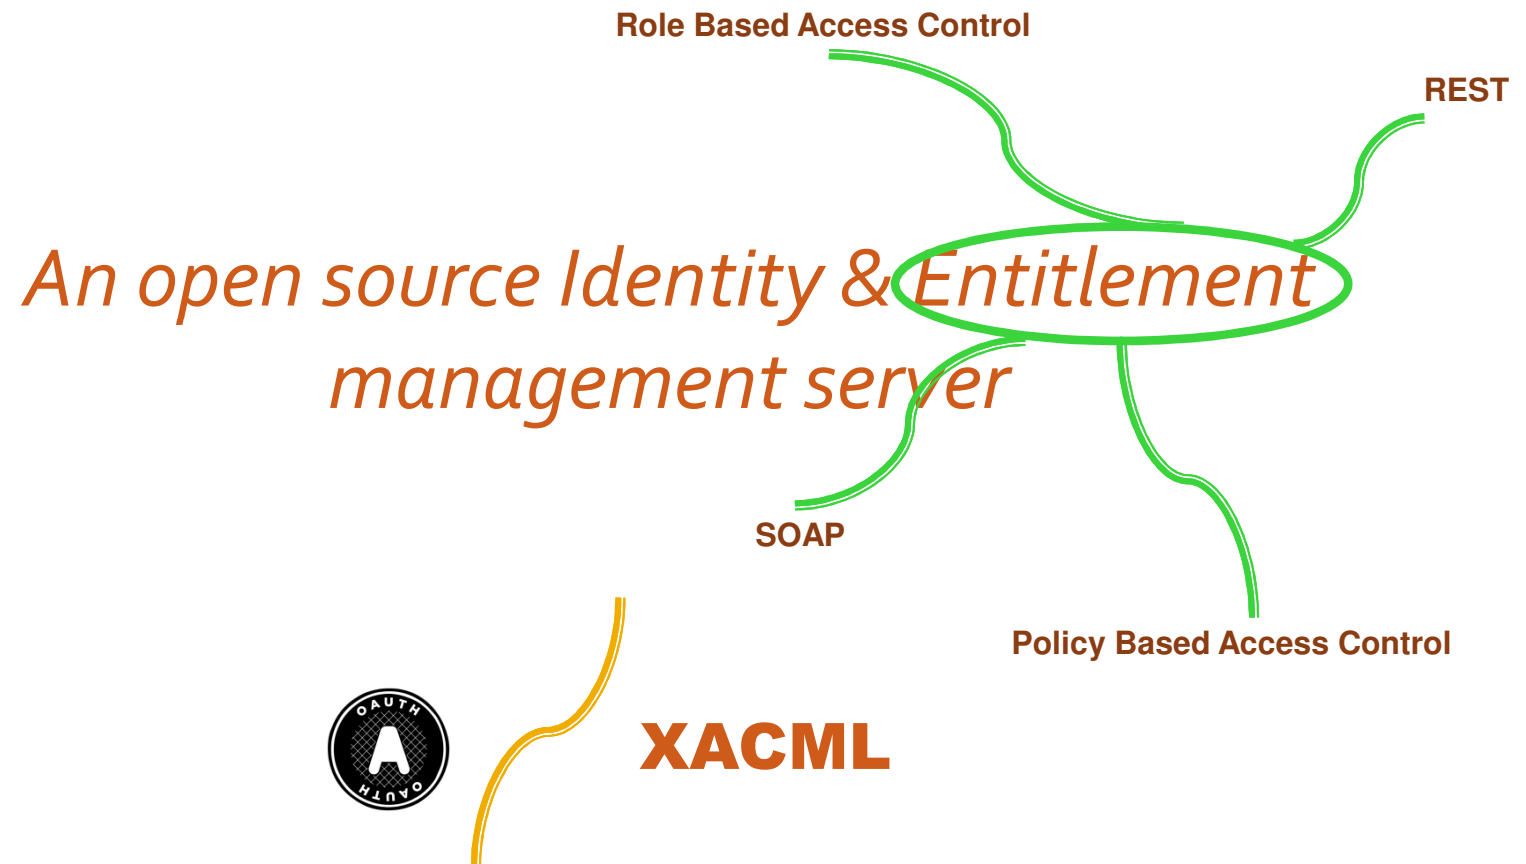 Role Based Access Control
REST
An open source Identity & Entitlement
management server
SOAP
Policy Based Access Control
OAUTH
A
OAUTH
XACML